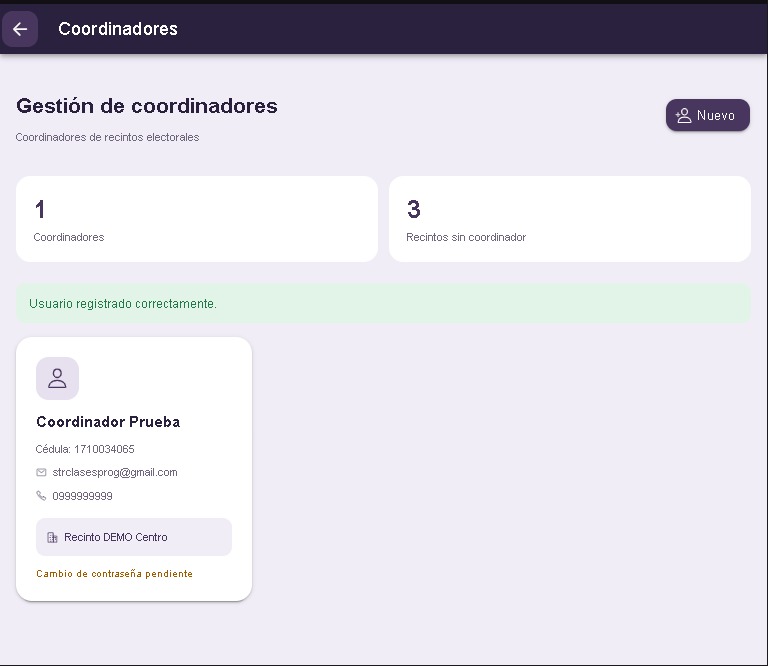 Coordinadores
Gestión de coordinadores
Coordinadores de recintos electorales
Nuevo
1
Coordinadores
3
Recintos sin coordinador
Usuario registrado correctamente.
Coordinador Prueba
Cédula: 1710034065
strclasesprog@gmail.com
0999999999
Recinto DEMO Centro
Cambio de contraseña pendiente